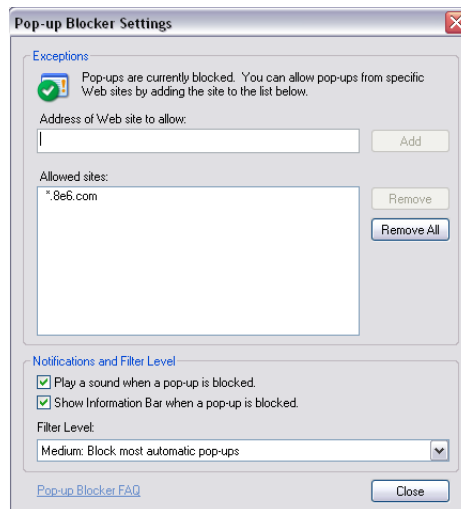 Pop-up Blocker Settings
Exceptions
Pop-ups are currently blocked. You can allow pop-ups from specific
Web sites by adding the site to the list below.
Address of Web site to allow:
Add
Allowed sites:
*.8e6.com
Remove
Remove All
Notifications and Filter Level
Play a sound when a pop-up is blocked.
Show Information Bar when a pop-up is blocked.
Filter Level:
Medium: Block most automatic pop-ups
Pop-up Blocker FAQ
Close